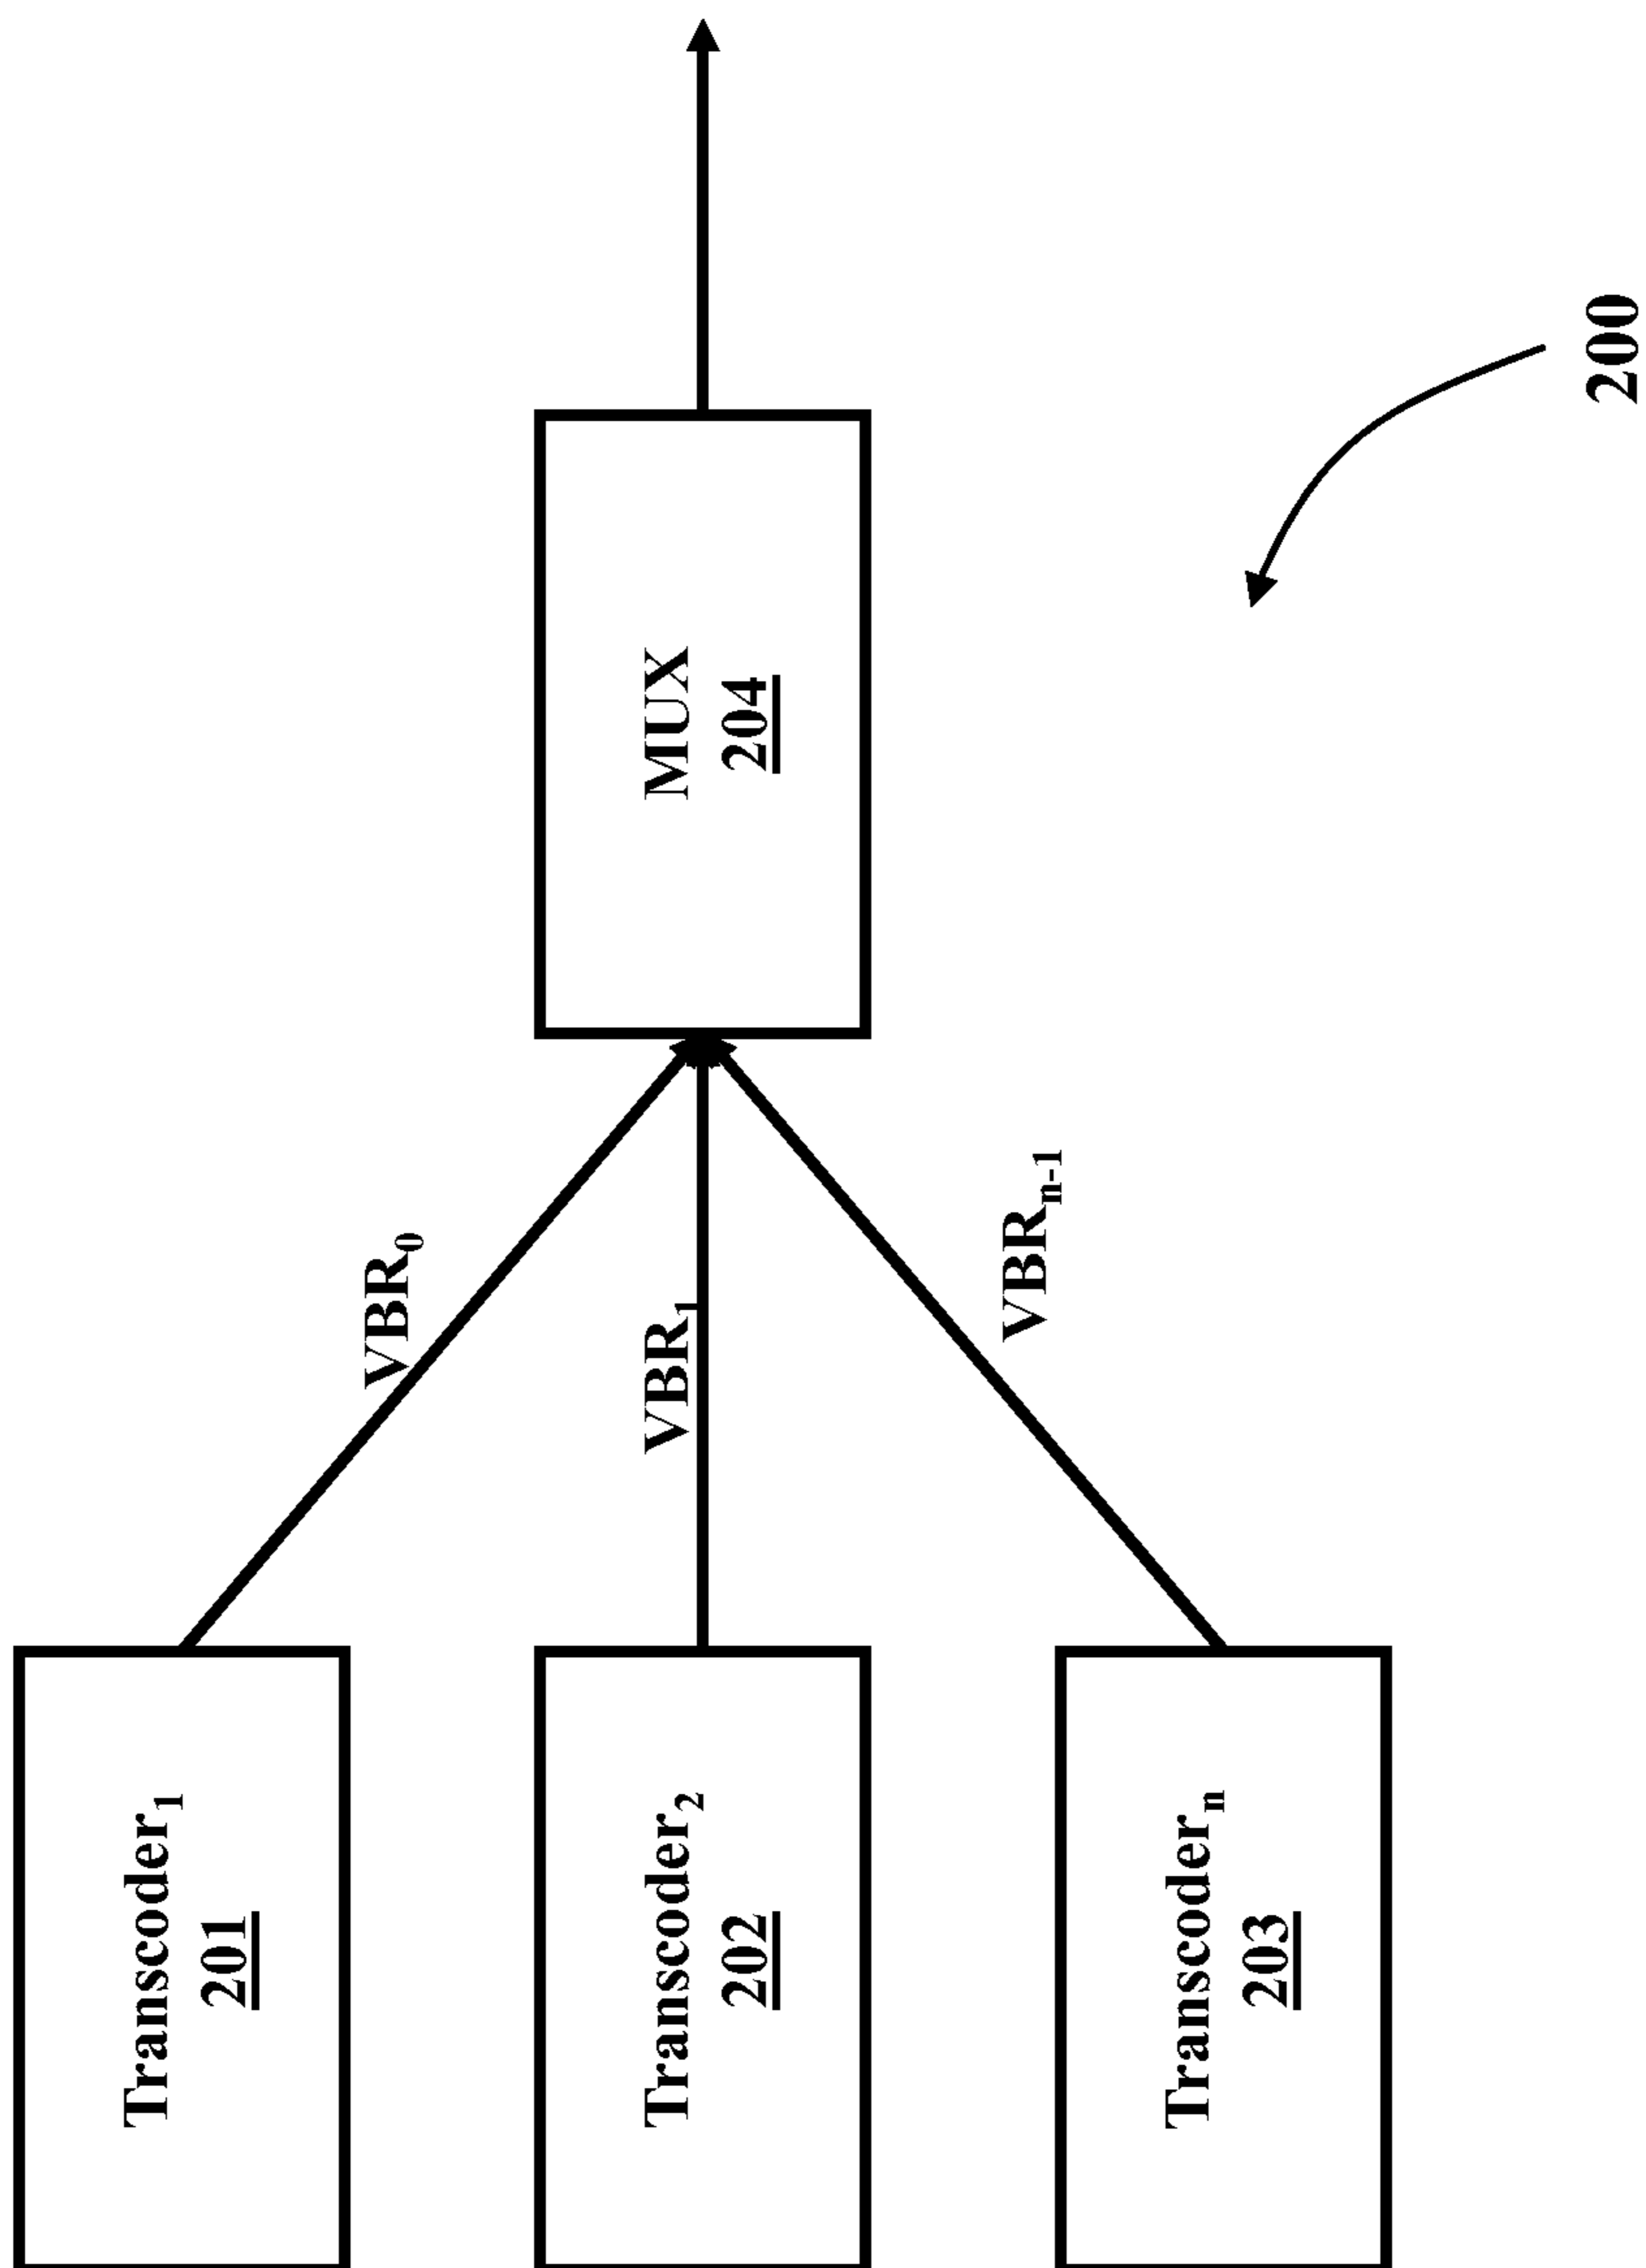 Transcoder₁
201
VBR₀
Transcoder₂
202
VBR₁
MUX
204
Transcoderₙ
203
VBRₙ₋₁
200